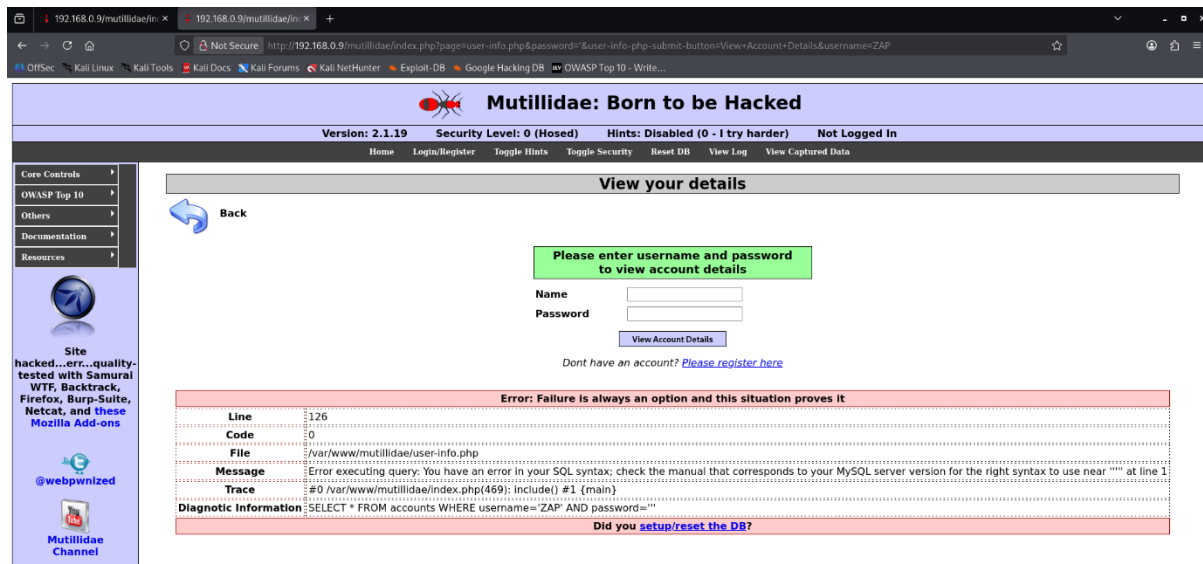 192.168.0.9/mutillidae/in
192.168.0.9/mutillidae/in
Not Secure http://192.168.0.9/mutillidae/index.php?page=user-info.php&password='&user-info-php-submit-button=View+Account+Details&username=ZAP
OffSec Kali Linux Kali Tools Kali Docs Kali Forums Kali NetHunter Exploit-DB Google Hacking DB OWASP Top 10 - Write...
Mutillidae: Born to be Hacked
Version: 2.1.19 Security Level: 0 (Hosed) Hints: Disabled (0 - I try harder) Not Logged In
Home Login/Register Toggle Hints Toggle Security Reset DB View Log View Captured Data
Core Controls
OWASP Top 10
Others
Documentation
Resources
Site
hacked...err...quality-
tested with Samurai
WTF, Backtrack,
Firefox, Burp-Suite,
Netcat, and these
Mozilla Add-ons
@webpwnized
You
Tube
Mutillidae
Channel
View your details
Back
Please enter username and password
to view account details
Name
Password
View Account Details
Dont have an account? Please register here
Error: Failure is always an option and this situation proves it
Line 126
Code 0
File /var/www/mutillidae/user-info.php
Message Error executing query: You have an error in your SQL syntax; check the manual that corresponds to your MySQL server version for the right syntax to use near ''''' at line 1
Trace #0 /var/www/mutillidae/index.php(469): include() #1 {main}
Diagnostic Information SELECT * FROM accounts WHERE username='ZAP' AND password='''
Did you setup/reset the DB?